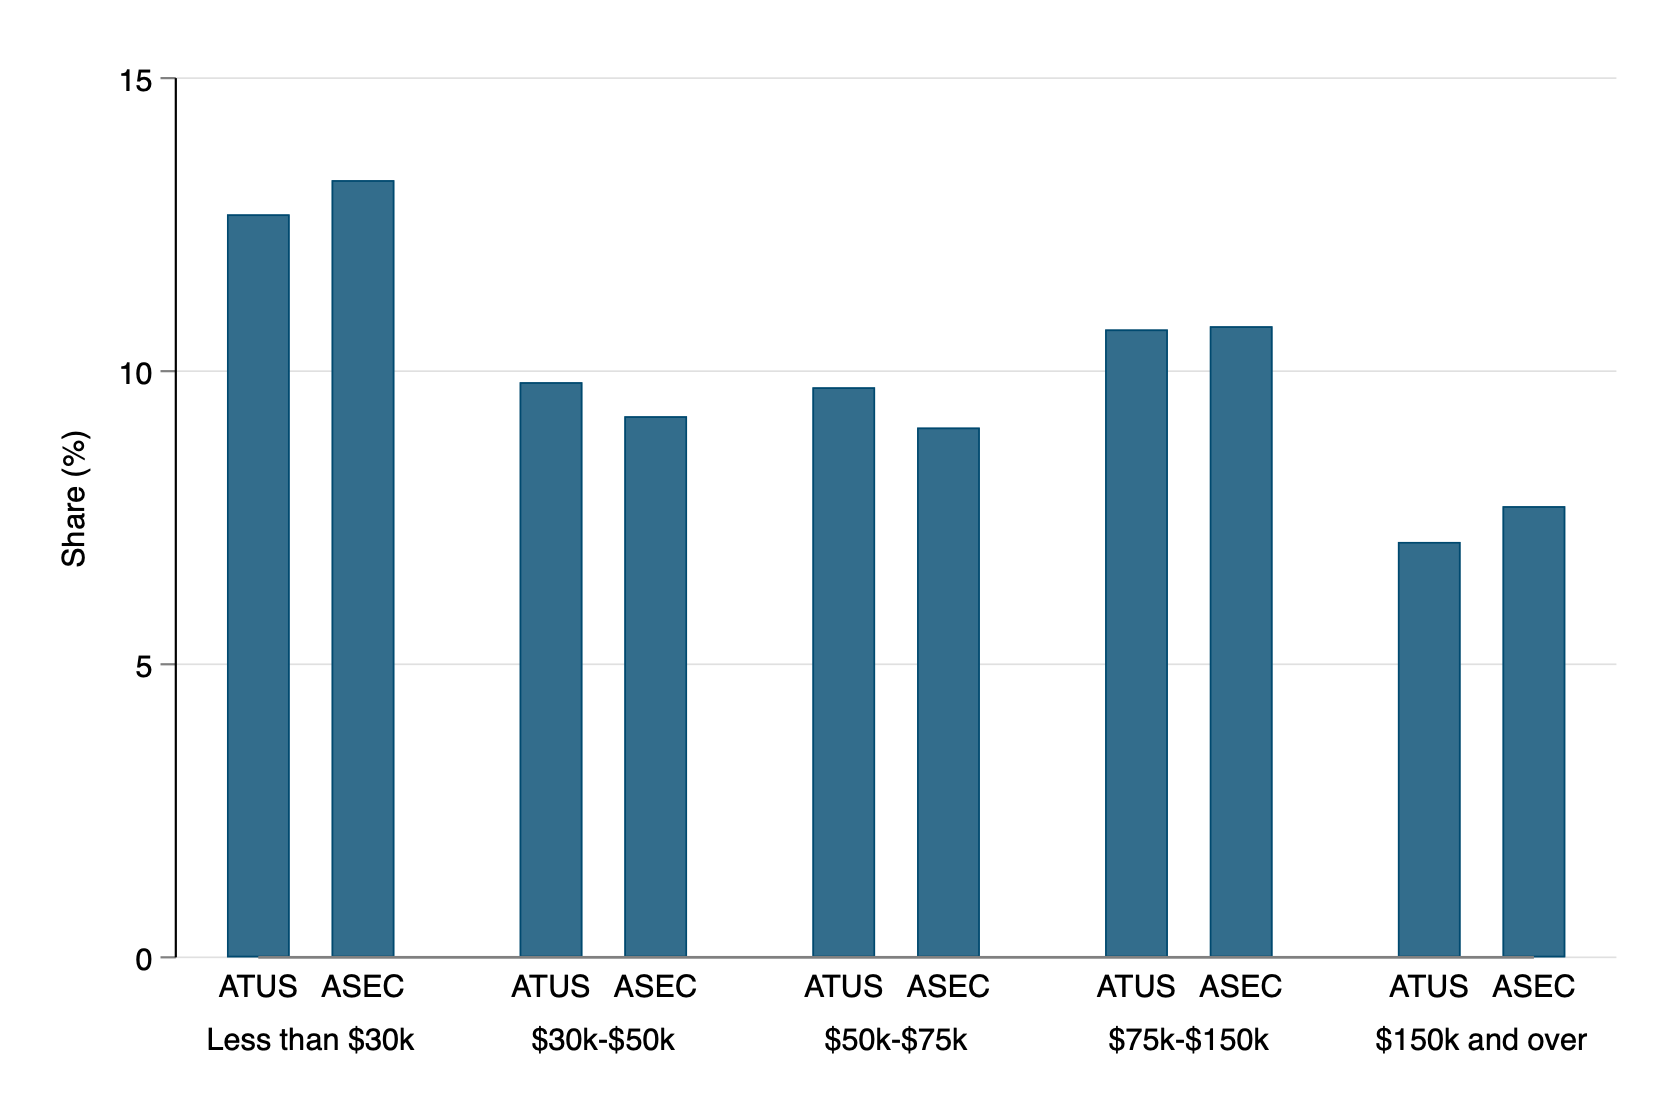 15
10
5
0
Share (%)
ATUS ASEC ATUS ASEC ATUS ASEC ATUS ASEC ATUS ASEC
Less than $30k $30k-$50k $50k-$75k $75k-$150k $150k and over